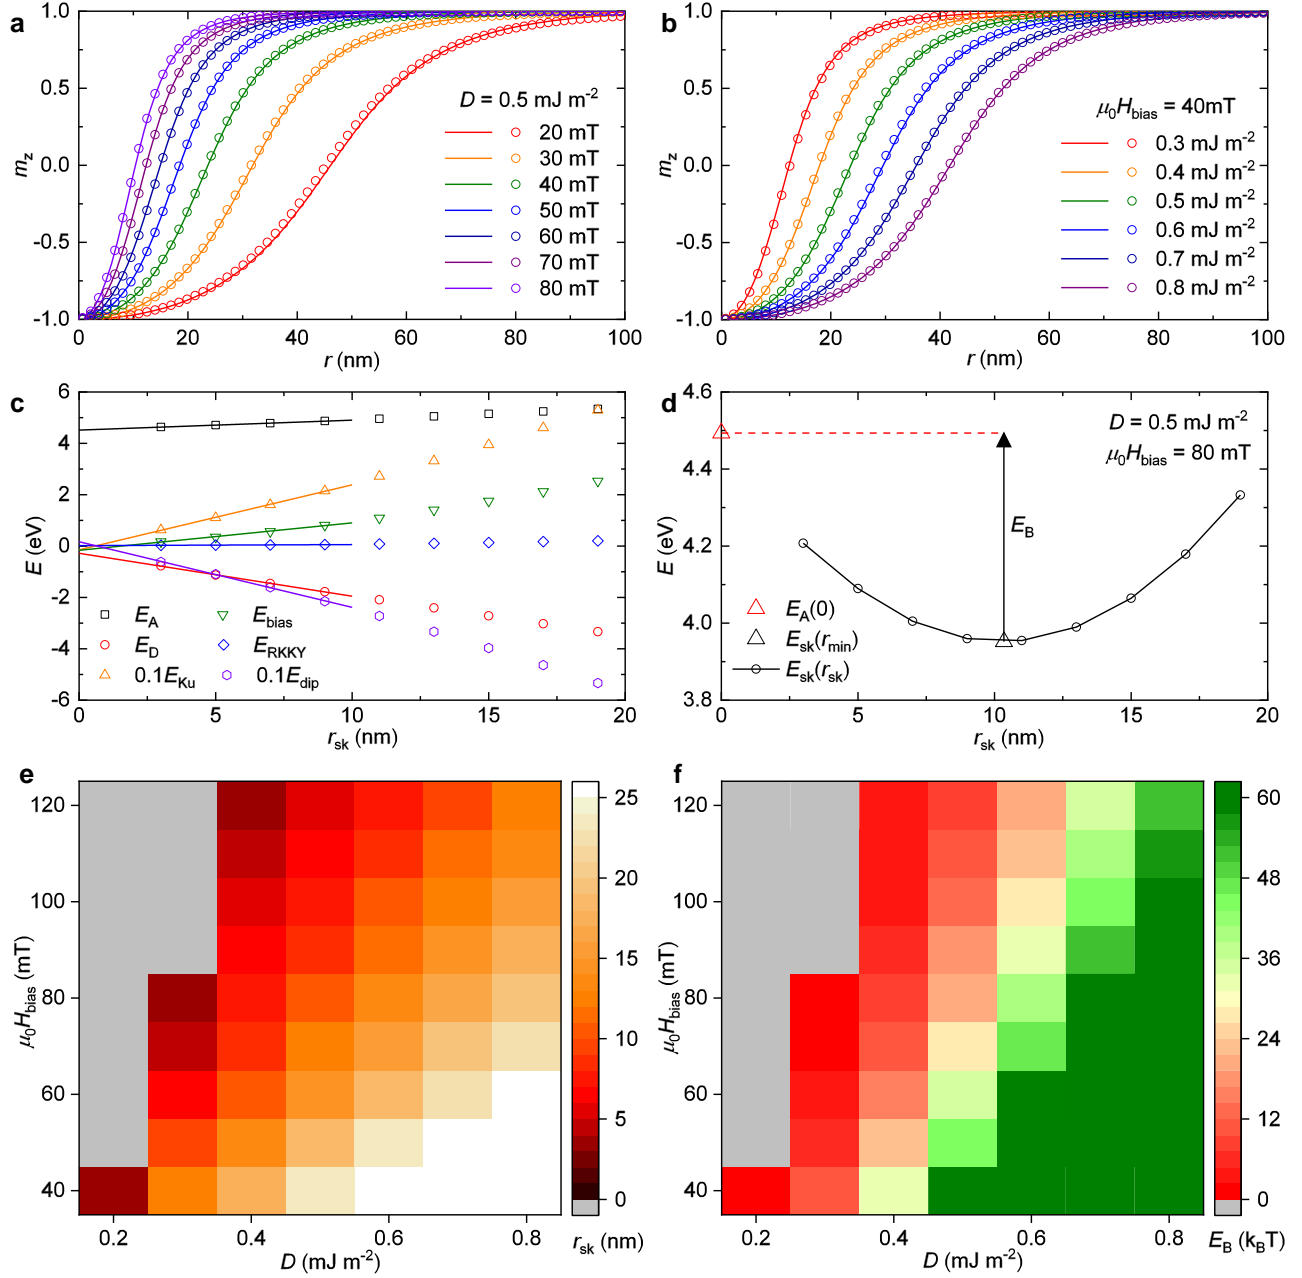 a
1.0
0.5
0.0
-0.5
-1.0
m_z
D = 0.5 mJ m⁻²
20 mT
30 mT
40 mT
50 mT
60 mT
70 mT
80 mT
0 20 40 60 80 100
r (nm)
b
1.0
0.5
0.0
-0.5
-1.0
m_z
μ₀H_bias = 40mT
0.3 mJ m⁻²
0.4 mJ m⁻²
0.5 mJ m⁻²
0.6 mJ m⁻²
0.7 mJ m⁻²
0.8 mJ m⁻²
0 20 40 60 80 100
r (nm)
c
6
4
2
0
-2
-4
-6
E (eV)
E_A E_bias
E_D E_RKKY
0.1E_Ku 0.1E_dip
0 5 10 15 20
r_sk (nm)
d
4.6
4.4
4.2
4.0
3.8
E (eV)
D = 0.5 mJ m⁻²
μ₀H_bias = 80 mT
E_B
E_A(0)
E_sk(r_min)
E_sk(r_sk)
0 5 10 15 20
r_sk (nm)
e
120
100
80
60
40
μ₀H_bias (mT)
0.2 0.4 0.6 0.8
D (mJ m⁻²)
25
20
15
10
5
0
r_sk (nm)
f
120
100
80
60
40
μ₀H_bias (mT)
0.2 0.4 0.6 0.8
D (mJ m⁻²)
60
48
36
24
12
0
E_B (k_BT)